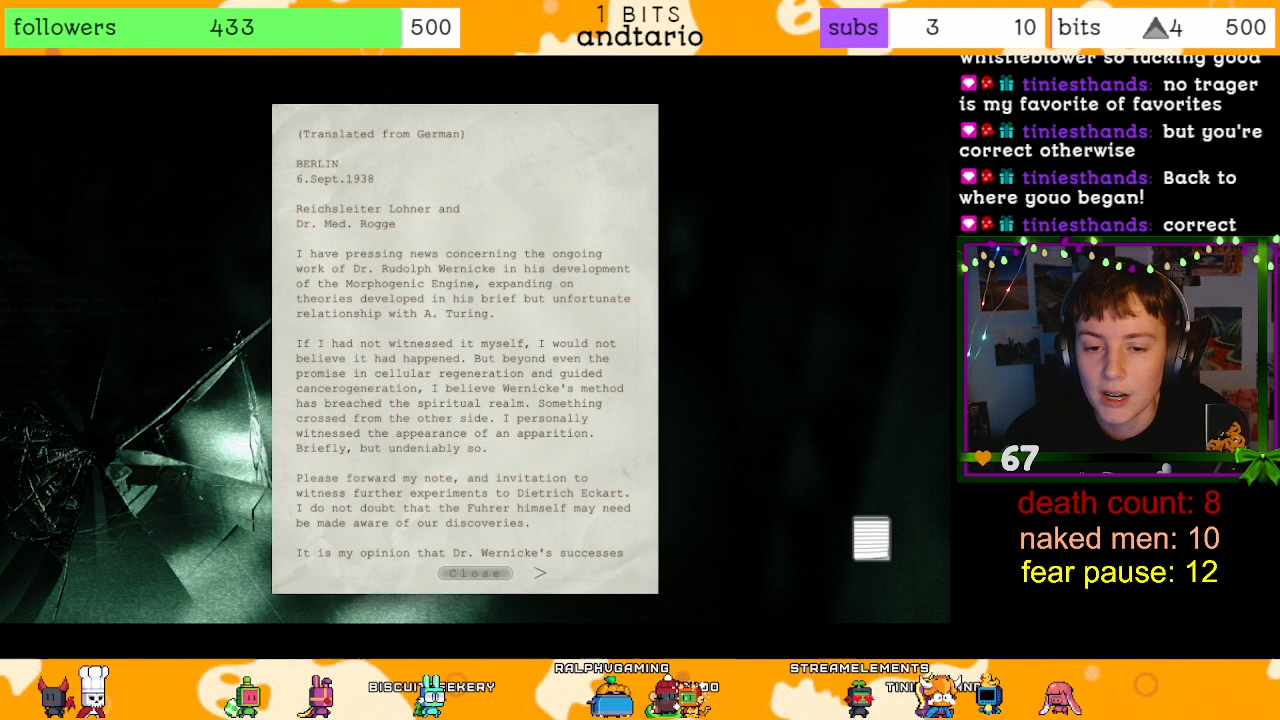 followers 433 500
1 BITS
andtario
subs 3 10
bits 4 500
whistleblower so fucking good
tiniesthands: no trager
is my favorite of favorites
tiniesthands: but you're
correct otherwise
tiniesthands: Back to
where youo began!
tiniesthands: correct
(Translated from German)
BERLIN
6.Sept.1938
Reichsleiter Lohner and
Dr. Med. Rogge
I have pressing news concerning the ongoing
work of Dr. Rudolph Wernicke in his development
of the Morphogenic Engine, expanding on
theories developed in his brief but unfortunate
relationship with A. Turing.
If I had not witnessed it myself, I would not
believe it had happened. But beyond even the
promise in cellular regeneration and guided
cancerogeneration, I believe Wernicke's method
has breached the spiritual realm. Something
crossed from the other side. I personally
witnessed the appearance of an apparition.
Briefly, but undeniably so.
Please forward my note, and invitation to
witness further experiments to Dietrich Eckart.
I do not doubt that the Fuhrer himself may need
be made aware of our discoveries.
It is my opinion that Dr. Wernicke's successes
Close >
67
death count: 8
naked men: 10
fear pause: 12
RALPHVGAMING
STREAMELEMENTS